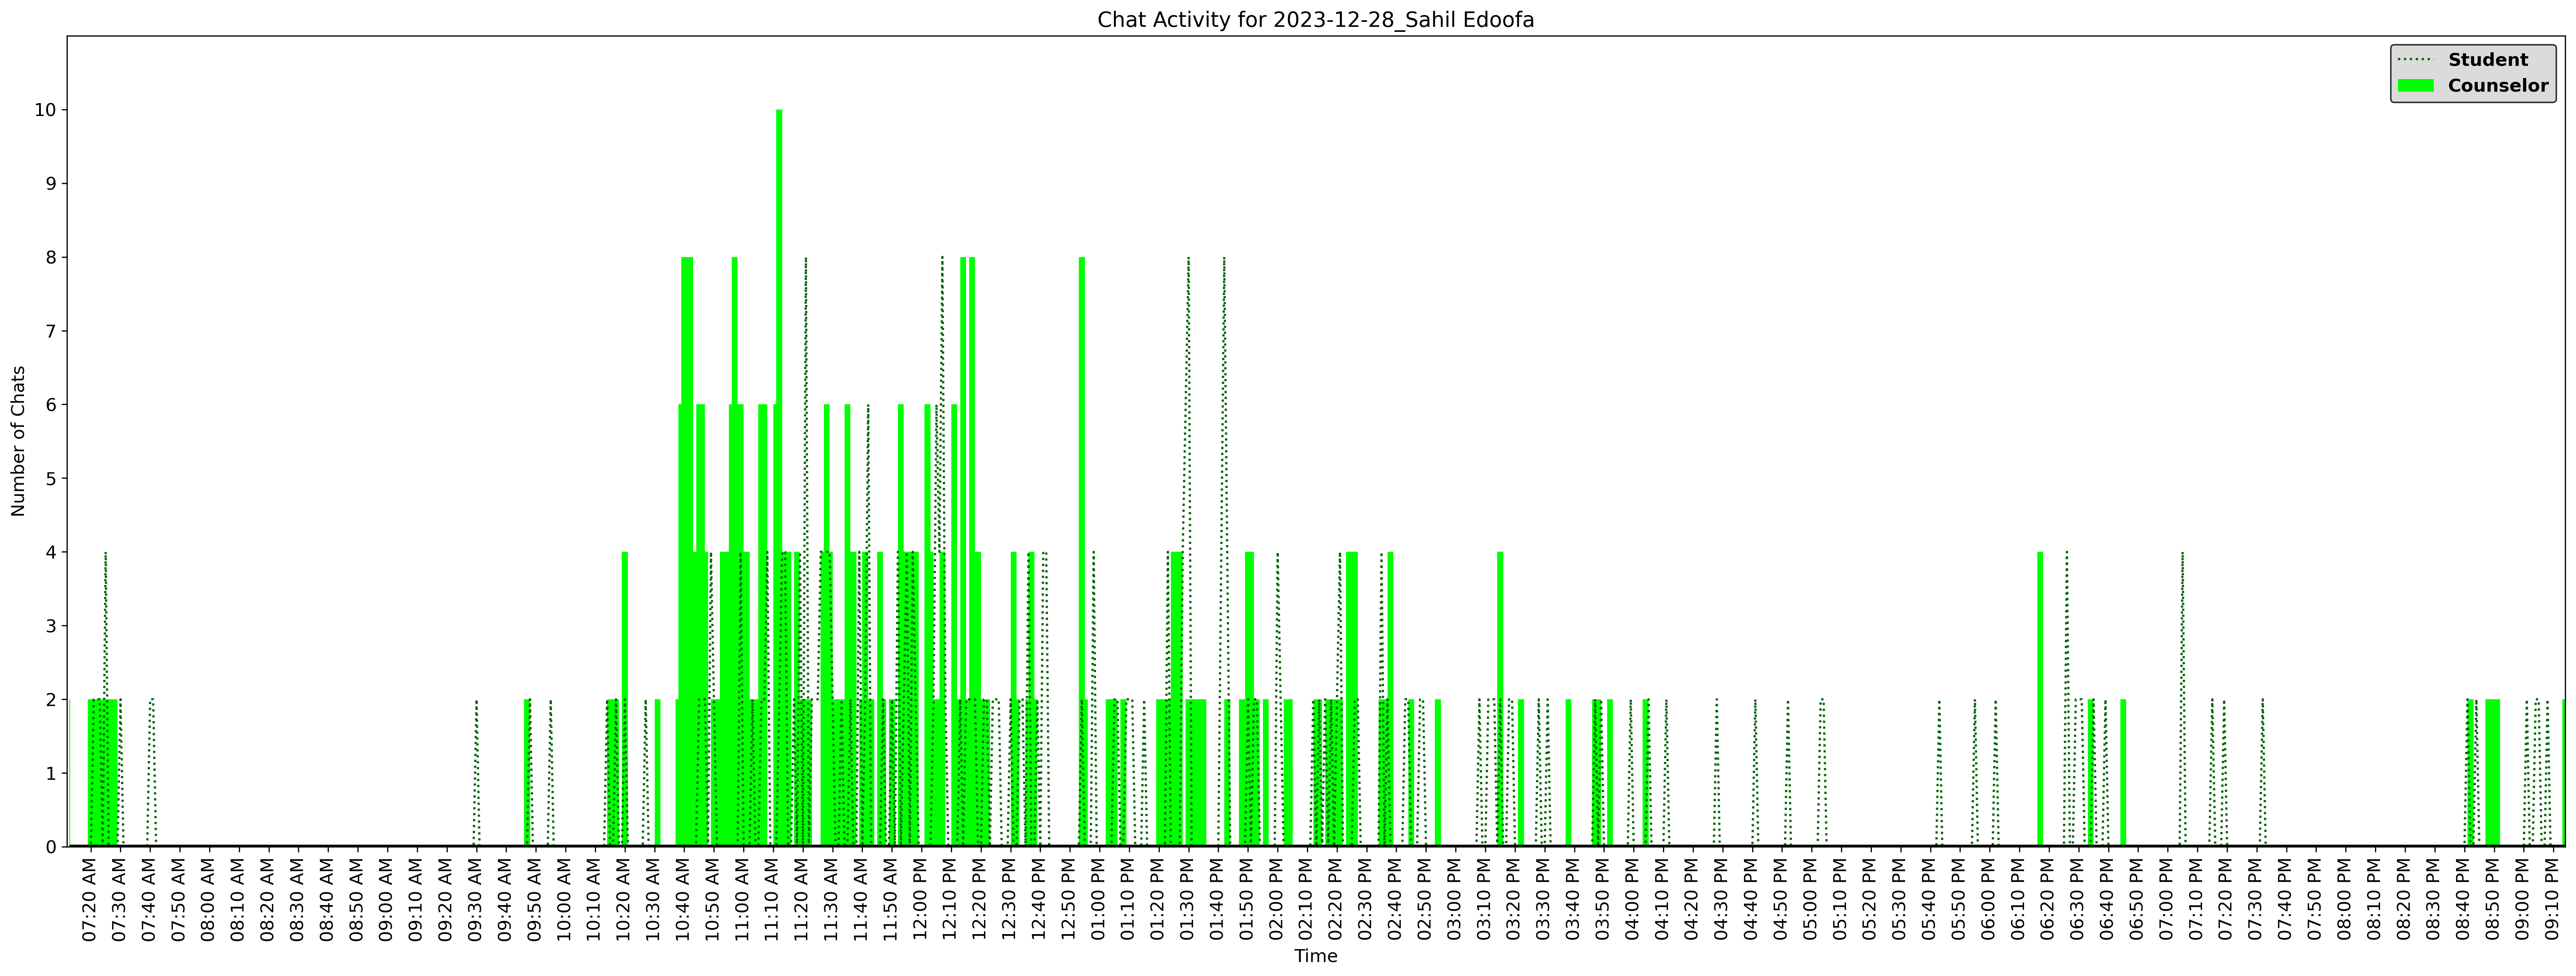 Chat Activity for 2023-12-28_Sahil Edoofa
Student
Counselor
Number of Chats
10
9
8
7
6
5
4
3
2
1
0
07:20 AM
07:30 AM
07:40 AM
07:50 AM
08:00 AM
08:10 AM
08:20 AM
08:30 AM
08:40 AM
08:50 AM
09:00 AM
09:10 AM
09:20 AM
09:30 AM
09:40 AM
09:50 AM
10:00 AM
10:10 AM
10:20 AM
10:30 AM
10:40 AM
10:50 AM
11:00 AM
11:10 AM
11:20 AM
11:30 AM
11:40 AM
11:50 AM
12:00 PM
12:10 PM
12:20 PM
12:30 PM
12:40 PM
12:50 PM
01:00 PM
01:10 PM
01:20 PM
01:30 PM
01:40 PM
01:50 PM
02:00 PM
02:10 PM
02:20 PM
02:30 PM
02:40 PM
02:50 PM
03:00 PM
03:10 PM
03:20 PM
03:30 PM
03:40 PM
03:50 PM
04:00 PM
04:10 PM
04:20 PM
04:30 PM
04:40 PM
04:50 PM
05:00 PM
05:10 PM
05:20 PM
05:30 PM
05:40 PM
05:50 PM
06:00 PM
06:10 PM
06:20 PM
06:30 PM
06:40 PM
06:50 PM
07:00 PM
07:10 PM
07:20 PM
07:30 PM
07:40 PM
07:50 PM
08:00 PM
08:10 PM
08:20 PM
08:30 PM
08:40 PM
08:50 PM
09:00 PM
09:10 PM
Time